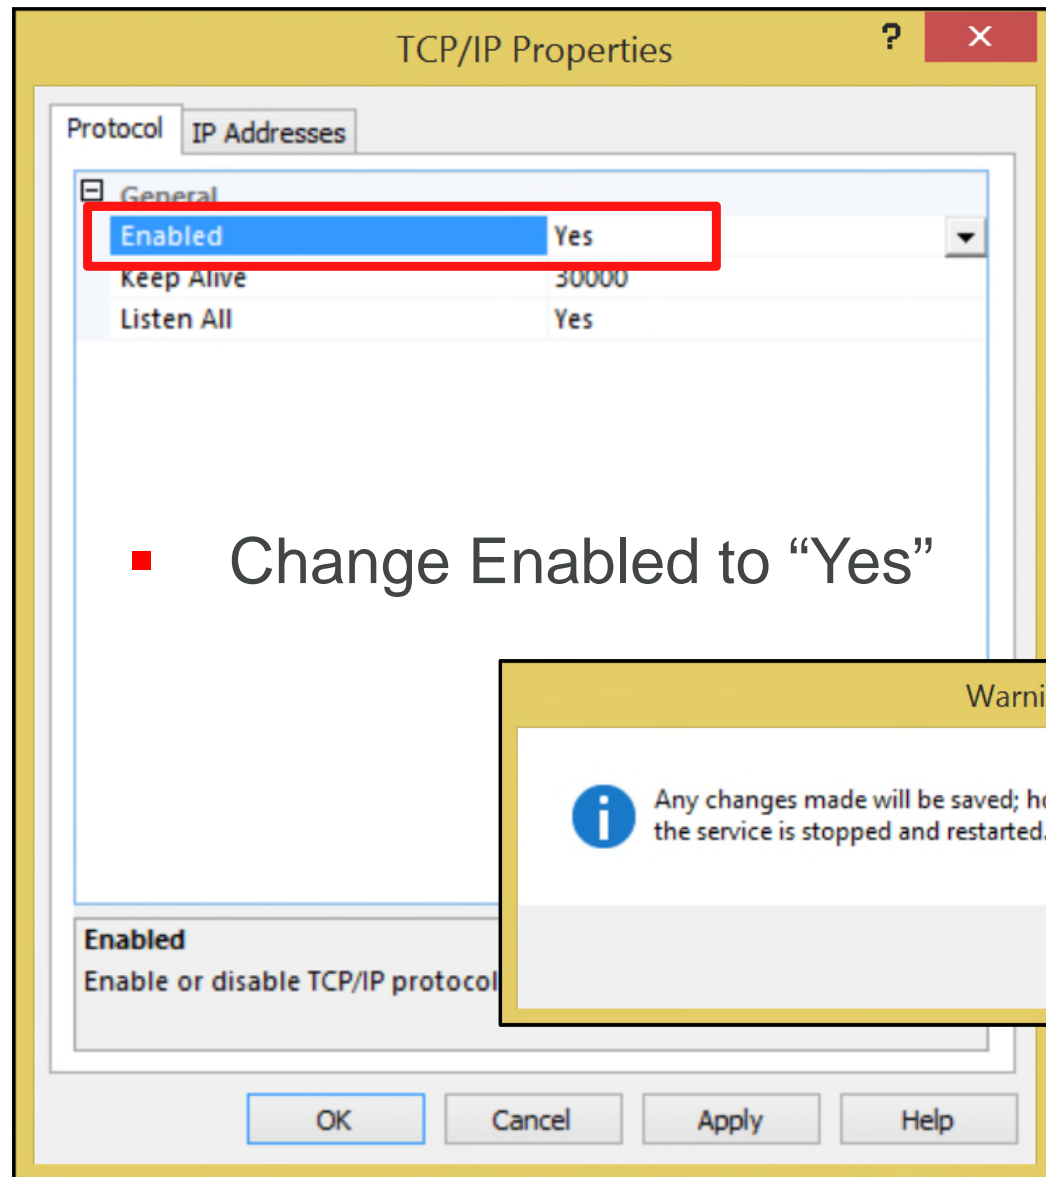 TCP/IP Properties ?
Protocol IP Addresses
General
Enabled Yes
Keep Alive 30000
Listen All Yes
Change Enabled to “Yes”
Any changes made will be saved;
the service is stopped and restarted.
Enabled
Enable or disable TCP/IP protocol
OK Cancel Apply Help